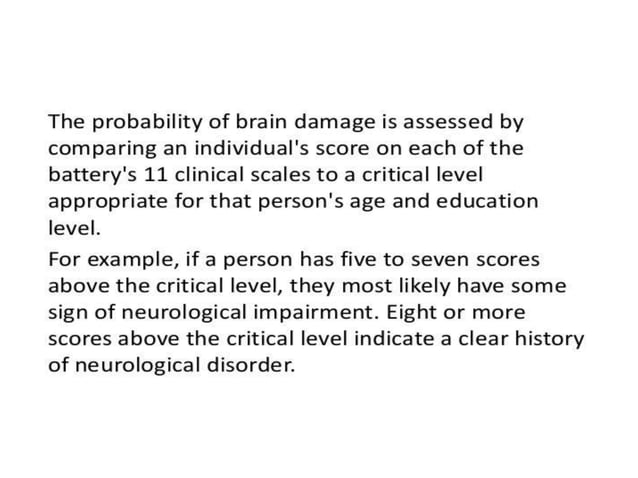 The probability of brain damage is assessed by
comparing an individual's score on each of the
battery's 11 clinical scales to a critical level
appropriate for that person's age and education
level.
For example, if a person has five to seven scores
above the critical level, they most likely have some
sign of neurological impairment. Eight or more
scores above the critical level indicate a clear history
of neurological disorder.